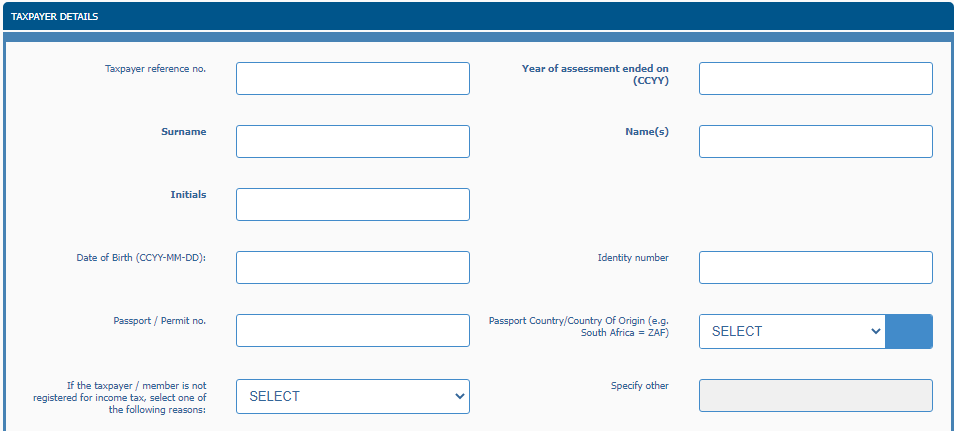 TAXPAYER DETAILS
Taxpayer reference no.
Year of assessment ended on
(CCYY)
Surname
Name(s)
Initials
Date of Birth (CCYY-MM-DD):
Identity number
Passport / Permit no.
Passport Country/Country Of Origin (e.g.
South Africa = ZAF)
SELECT
If the taxpayer / member is not
registered for income tax, select one of
the following reasons:
SELECT
Specify other